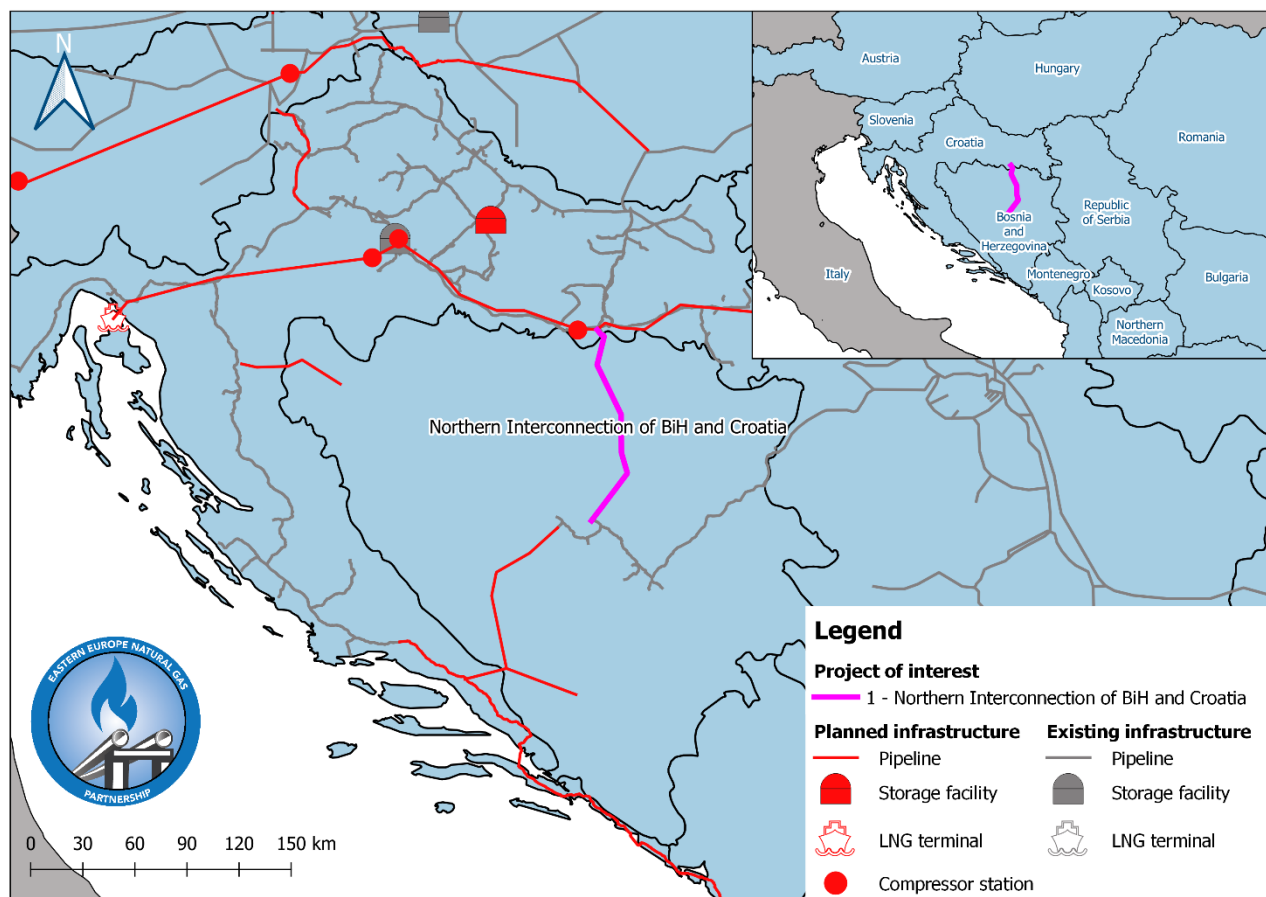 N
Austria
Hungary
Slovenia
Croatia
Romania
Republic
of Serbia
Bosnia
and
Herzegovina
Montenegro
Kosovo
Bulgaria
Italy
Northern
Macedonia
Northern Interconnection of BiH and Croatia
EASTERN EUROPE NATURAL GAS
PARTNERSHIP
0 30 60 90 120 150 km
Legend
Project of interest
1 - Northern Interconnection of BiH and Croatia
Planned infrastructure
Pipeline
Storage facility
LNG terminal
Compressor station
Existing infrastructure
Pipeline
Storage facility
LNG terminal